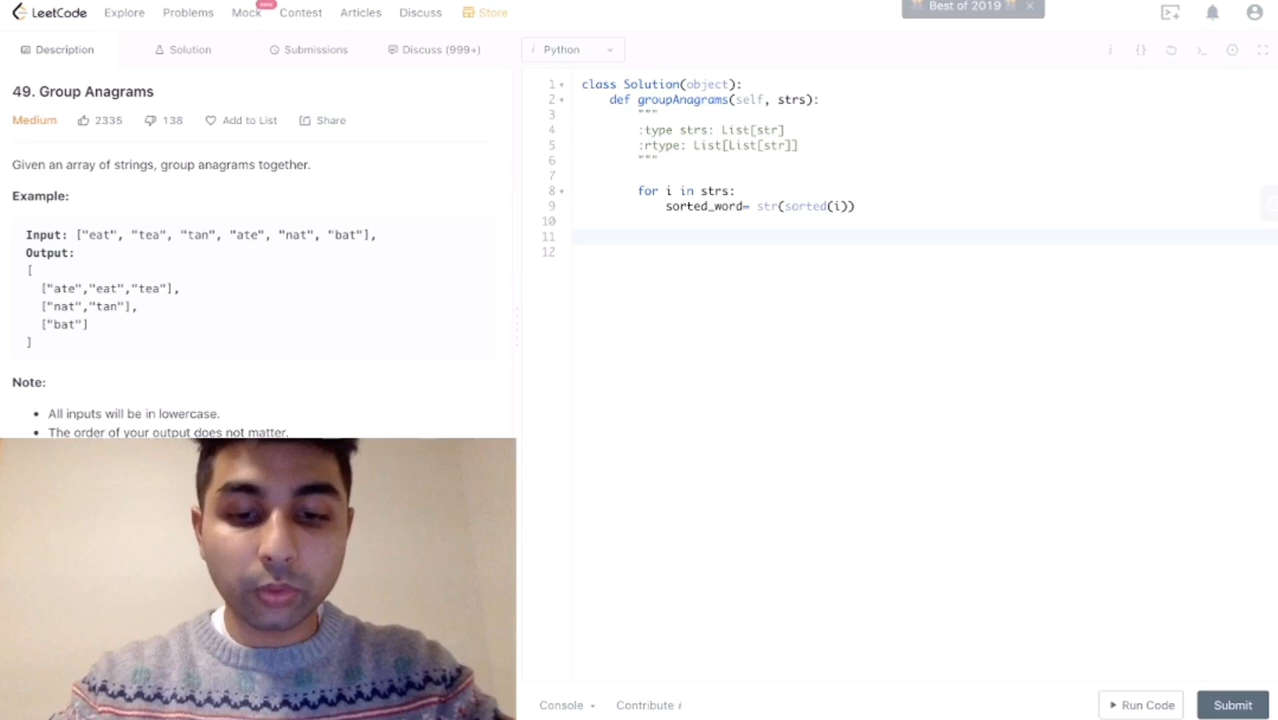 LeetCode Explore Problems Mock New Contest Articles Discuss Store
Best of 2019
Description Solution Submissions Discuss (999+)
i Python
49. Group Anagrams
Medium 2335 138 Add to List Share
Given an array of strings, group anagrams together.
Example:
Input: ["eat", "tea", "tan", "ate", "nat", "bat"],
Output:
[
["ate","eat","tea"],
["nat","tan"],
["bat"]
]
Note:
• All inputs will be in lowercase.
• The order of your output does not matter.
1 class Solution(object):
2 def groupAnagrams(self, strs):
3 """
4 :type strs: List[str]
5 :rtype: List[List[str]]
6 """
7
8 for i in strs:
9 sorted_word= str(sorted(i))
10
11
12
Console Contribute i
Run Code Submit